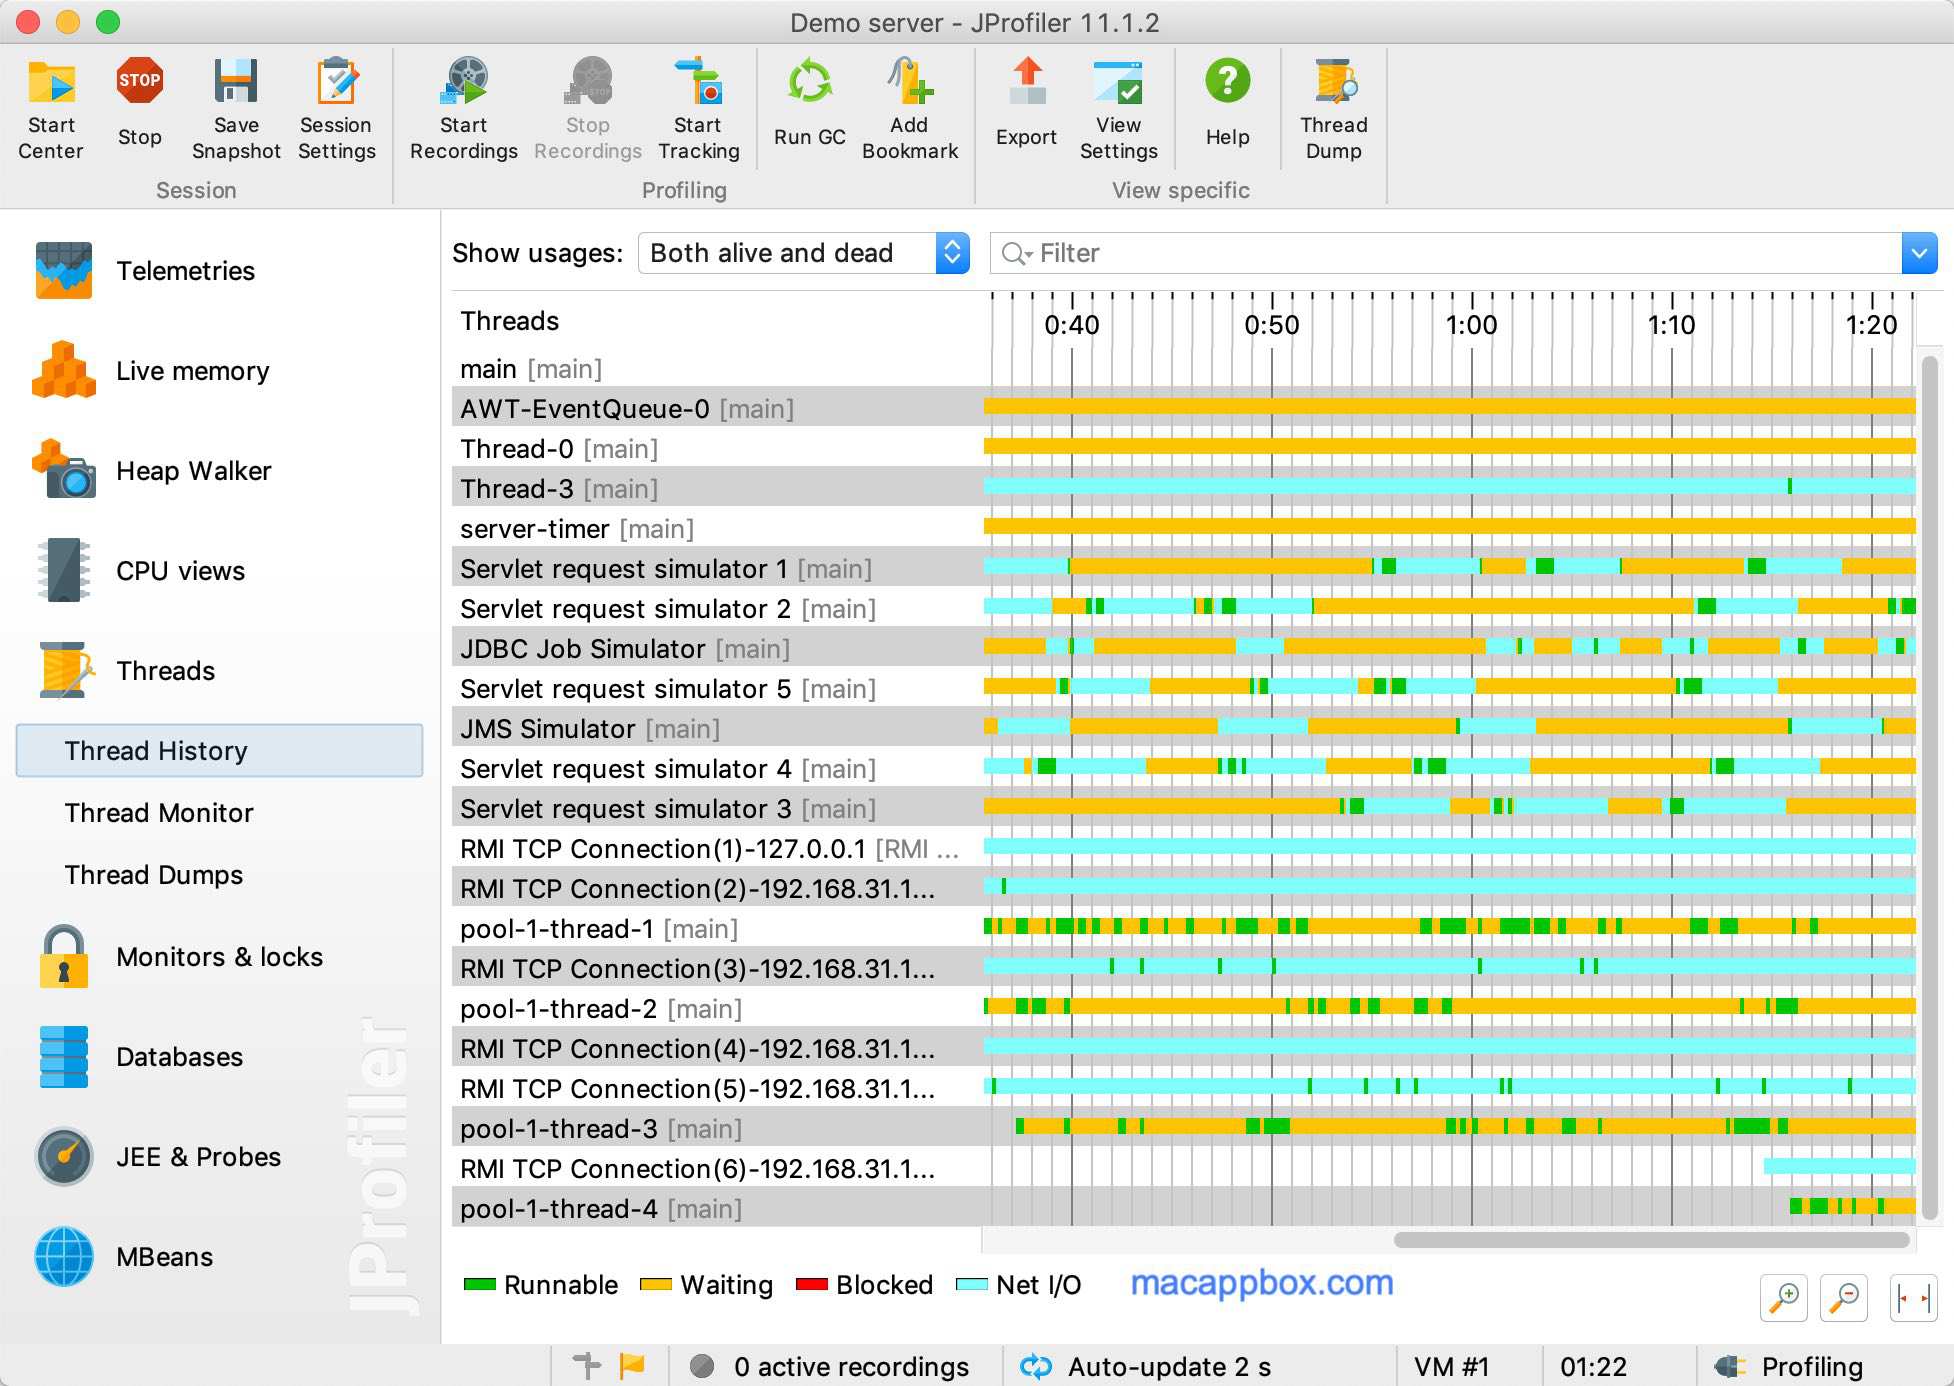 Demo server - JProfiler 11.1.2
Start Center
Stop
STOP
Save Snapshot
Session Settings
Start Recordings
Stop Recordings
STOP
Start Tracking
Run GC
Add Bookmark
Export
View Settings
Help
Thread Dump
Session
Profiling
View specific
Telemetries
Live memory
Heap Walker
CPU views
Threads
Thread History
Thread Monitor
Thread Dumps
Monitors & locks
Databases
JEE & Probes
MBeans
JProfiler
Show usages: Both alive and dead
Filter
Threads
0:40 0:50 1:00 1:10 1:20
main [main]
AWT-EventQueue-0 [main]
Thread-0 [main]
Thread-3 [main]
server-timer [main]
Servlet request simulator 1 [main]
Servlet request simulator 2 [main]
JDBC Job Simulator [main]
Servlet request simulator 5 [main]
JMS Simulator [main]
Servlet request simulator 4 [main]
Servlet request simulator 3 [main]
RMI TCP Connection(1)-127.0.0.1 [RMI ...
RMI TCP Connection(2)-192.168.31.1...
pool-1-thread-1 [main]
RMI TCP Connection(3)-192.168.31.1...
pool-1-thread-2 [main]
RMI TCP Connection(4)-192.168.31.1...
RMI TCP Connection(5)-192.168.31.1...
pool-1-thread-3 [main]
RMI TCP Connection(6)-192.168.31.1...
pool-1-thread-4 [main]
Runnable Waiting Blocked Net I/O macappbox.com
0 active recordings Auto-update 2 s VM #1 01:22 Profiling